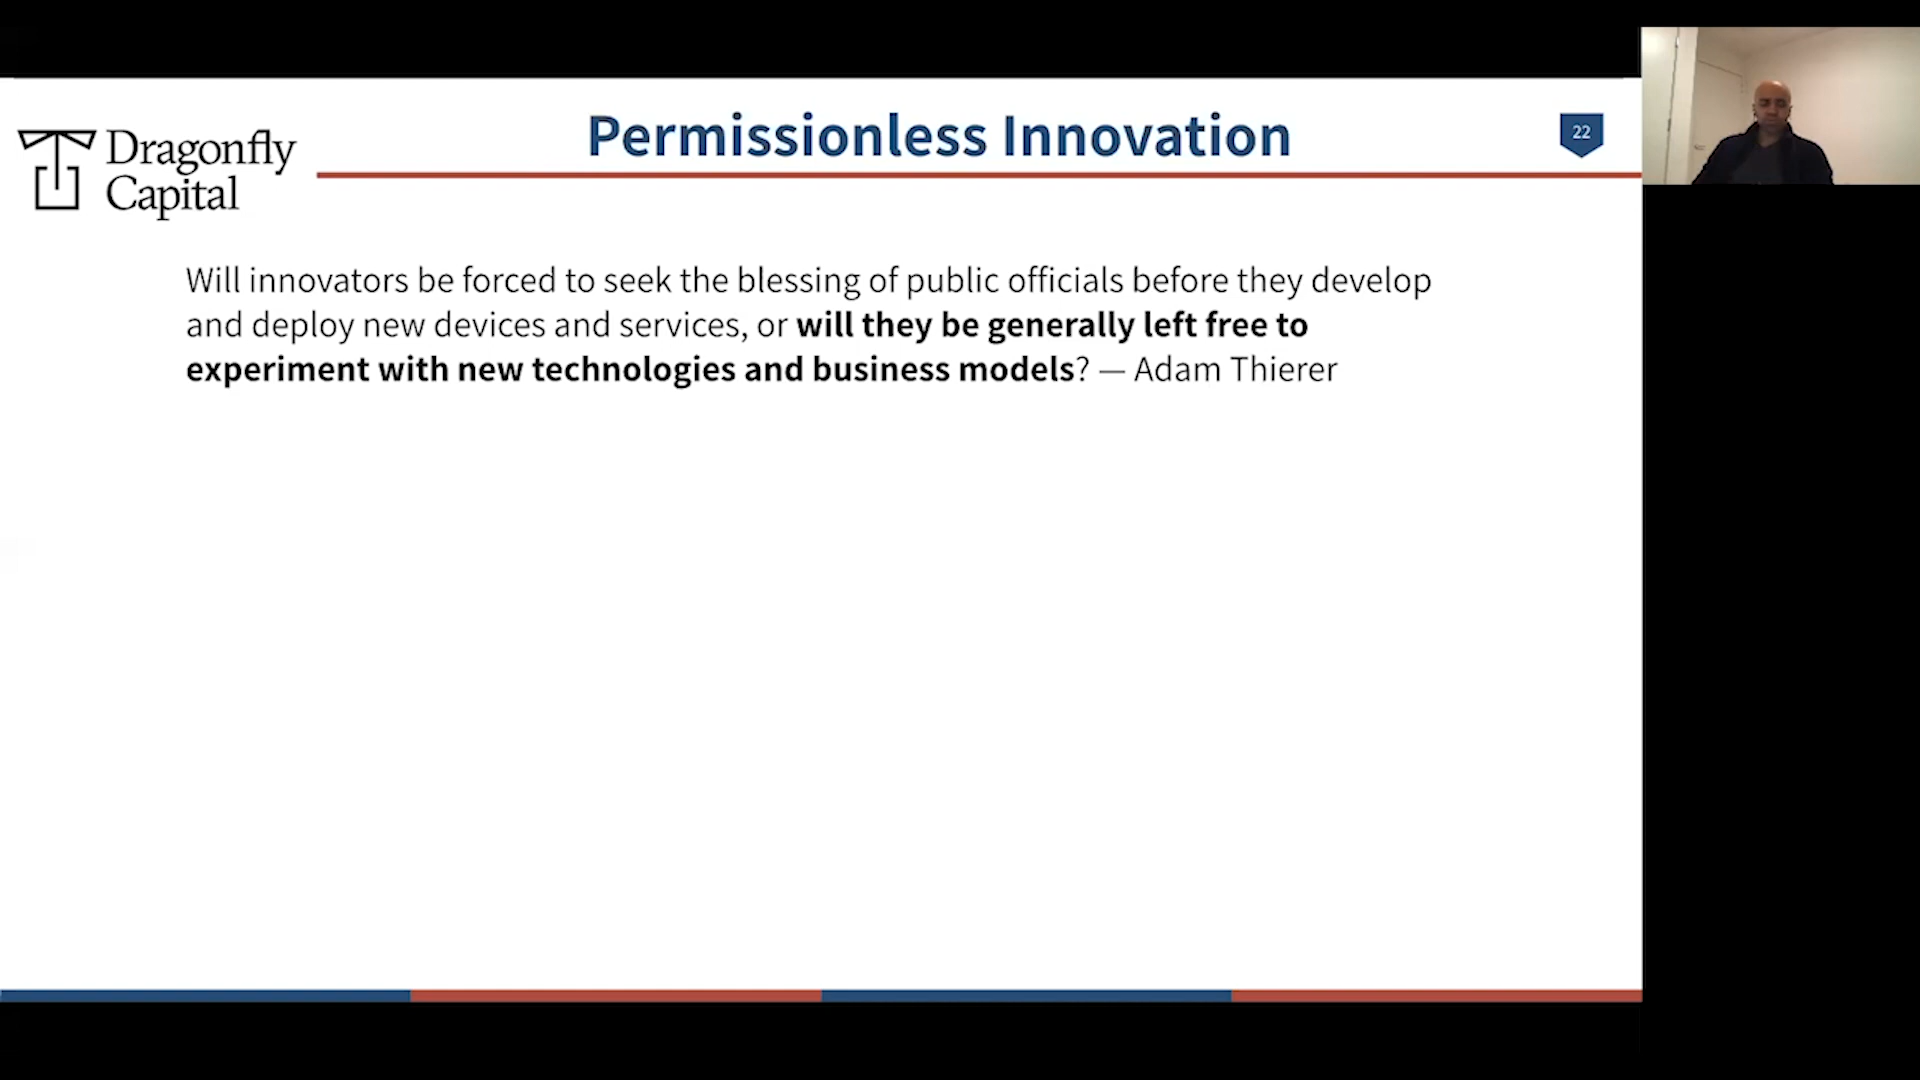 Dragonfly
Capital
Permissionless Innovation
22
Will innovators be forced to seek the blessing of public officials before they develop
and deploy new devices and services, or will they be generally left free to
experiment with new technologies and business models? — Adam Thierer